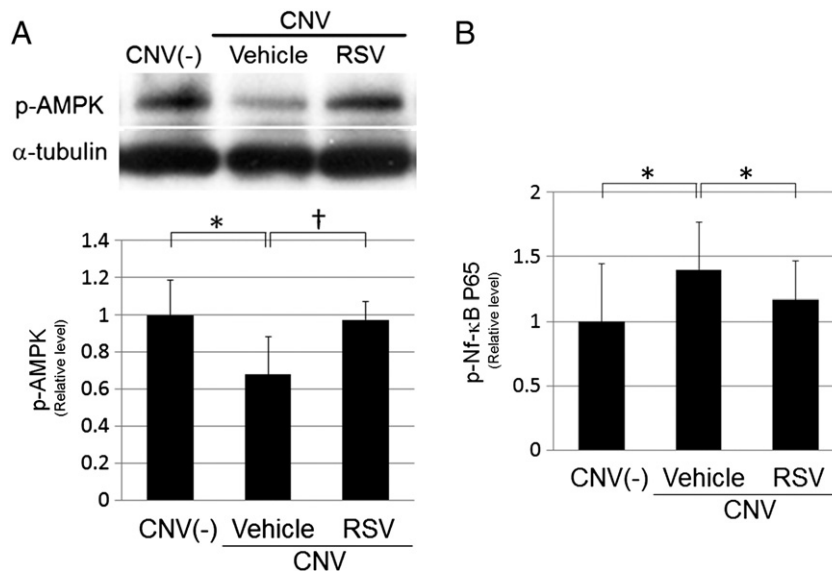 A
CNV
CNV(-) Vehicle RSV
p-AMPK
α-tubulin
* †
1.4
1.2
1
0.8
0.6
0.4
0.2
0
p-AMPK
(Relative level)
CNV(-) Vehicle RSV
CNV
B
* *
2
1.5
1
0.5
0
p-Nf-κB P65
(Relative level)
CNV(-) Vehicle RSV
CNV